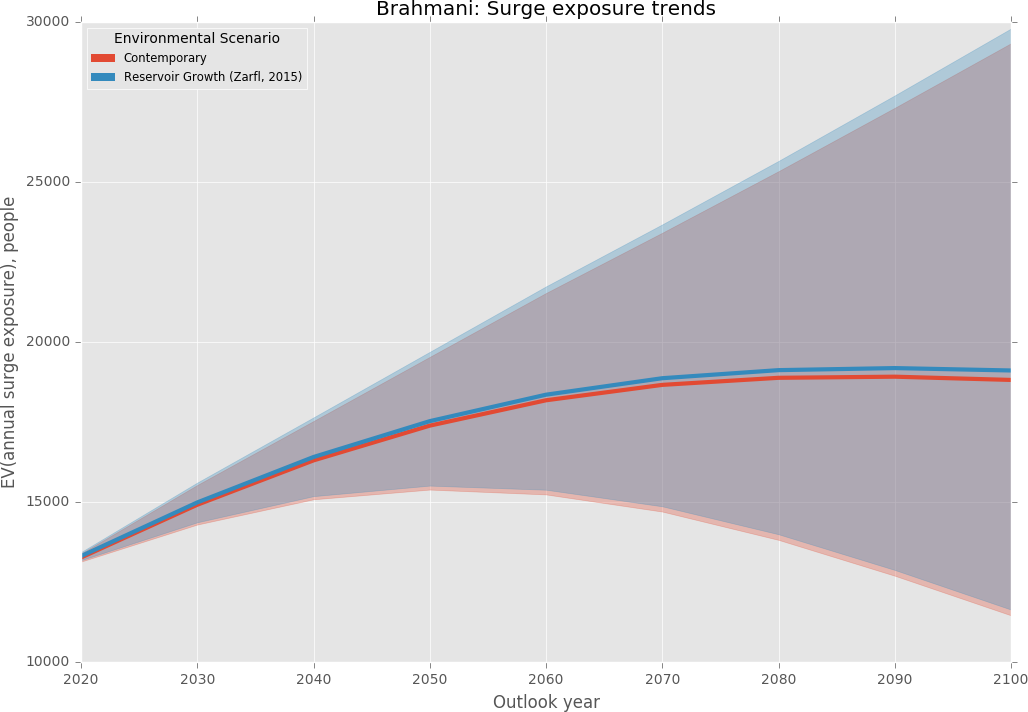 Brahmani: Surge exposure trends
30000
25000
20000
15000
10000
EV(annual surge exposure), people
Environmental Scenario
Contemporary
Reservoir Growth (Zarfl, 2015)
2020 2030 2040 2050 2060 2070 2080 2090 2100
Outlook year